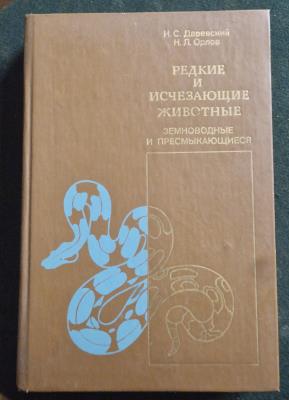 И. С. Даревский
Н. Л. Орлов
РЕДКИЕ
И
ИСЧЕЗАЮЩИЕ
ЖИВОТНЫЕ
ЗЕМНОВОДНЫЕ
И ПРЕСМЫКАЮЩИЕСЯ